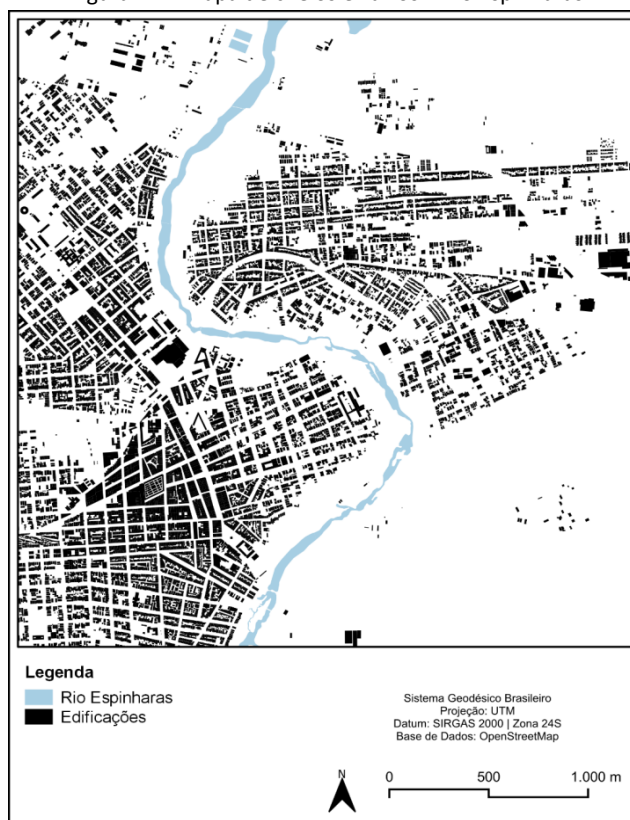 Legenda
Rio Espinharas
Edificações
Sistema Geodésico Brasileiro
Projeção: UTM
Datum: SIRGAS 2000 | Zona 24S
Base de Dados: OpenStreetMap
N
0 500 1.000 m